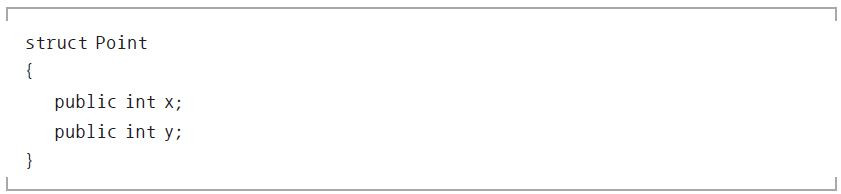 struct Point
{
public int x;
public int y;
}